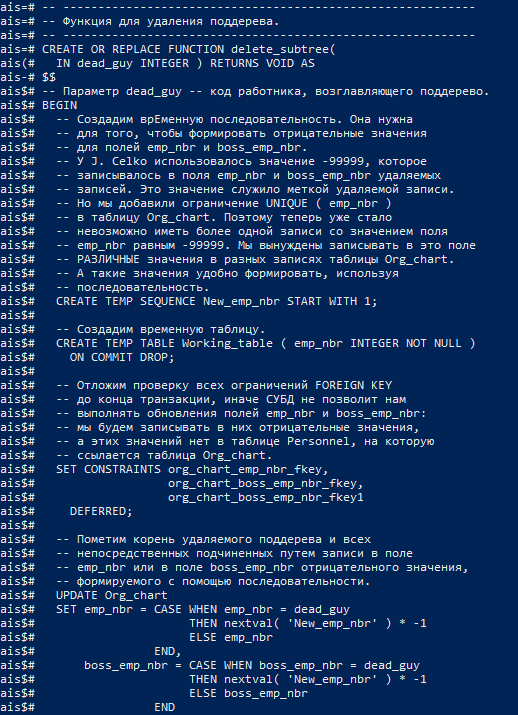 ais=# -- -------------------------------------------------------
ais=# -- Функция для удаления поддерева.
ais=# -- -------------------------------------------------------
ais=# CREATE OR REPLACE FUNCTION delete_subtree(
ais(#   IN dead_guy INTEGER ) RETURNS VOID AS
ais-# $$
ais$# -- Параметр dead_guy -- код работника, возглавляющего поддерево.
ais$# BEGIN
ais$#   -- Создадим врЕменную последовательность. Она нужна
ais$#   -- для того, чтобы формировать отрицательные значения
ais$#   -- для полей emp_nbr и boss_emp_nbr.
ais$#   -- У J. Celko использовалось значение -99999, которое
ais$#   -- записывалось в поля emp_nbr и boss_emp_nbr удаляемых
ais$#   -- записей. Это значение служило меткой удаляемой записи.
ais$#   -- Но мы добавили ограничение UNIQUE ( emp_nbr )
ais$#   -- в таблицу Org_chart. Поэтому теперь уже стало
ais$#   -- невозможно иметь более одной записи со значением поля
ais$#   -- emp_nbr равным -99999. Мы вынуждены записывать в это поле
ais$#   -- РАЗЛИЧНЫЕ значения в разных записях таблицы Org_chart.
ais$#   -- А такие значения удобно формировать, используя
ais$#   -- последовательность.
ais$#   CREATE TEMP SEQUENCE New_emp_nbr START WITH 1;
ais$#
ais$#   -- Создадим временную таблицу.
ais$#   CREATE TEMP TABLE Working_table ( emp_nbr INTEGER NOT NULL )
ais$#     ON COMMIT DROP;
ais$#
ais$#   -- Отложим проверку всех ограничений FOREIGN KEY
ais$#   -- до конца транзакции, иначе СУБД не позволит нам
ais$#   -- выполнять обновления полей emp_nbr и boss_emp_nbr:
ais$#   -- мы будем записывать в них отрицательные значения,
ais$#   -- а этих значений нет в таблице Personnel, на которую
ais$#   -- ссылается таблица Org_chart.
ais$#   SET CONSTRAINTS org_chart_emp_nbr_fkey,
ais$#                   org_chart_boss_emp_nbr_fkey,
ais$#                   org_chart_boss_emp_nbr_fkey1
ais$#     DEFERRED;
ais$#
ais$#   -- Пометим корень удаляемого поддерева и всех
ais$#   -- непосредственных подчиненных путем записи в поле
ais$#   -- emp_nbr или в поле boss_emp_nbr отрицательного значения,
ais$#   -- формируемого с помощью последовательности.
ais$#   UPDATE Org_chart
ais$#   SET emp_nbr = CASE WHEN emp_nbr = dead_guy
ais$#                      THEN nextval( 'New_emp_nbr' ) * -1
ais$#                      ELSE emp_nbr
ais$#                 END,
ais$#       boss_emp_nbr = CASE WHEN boss_emp_nbr = dead_guy
ais$#                      THEN nextval( 'New_emp_nbr' ) * -1
ais$#                      ELSE boss_emp_nbr
ais$#                 END